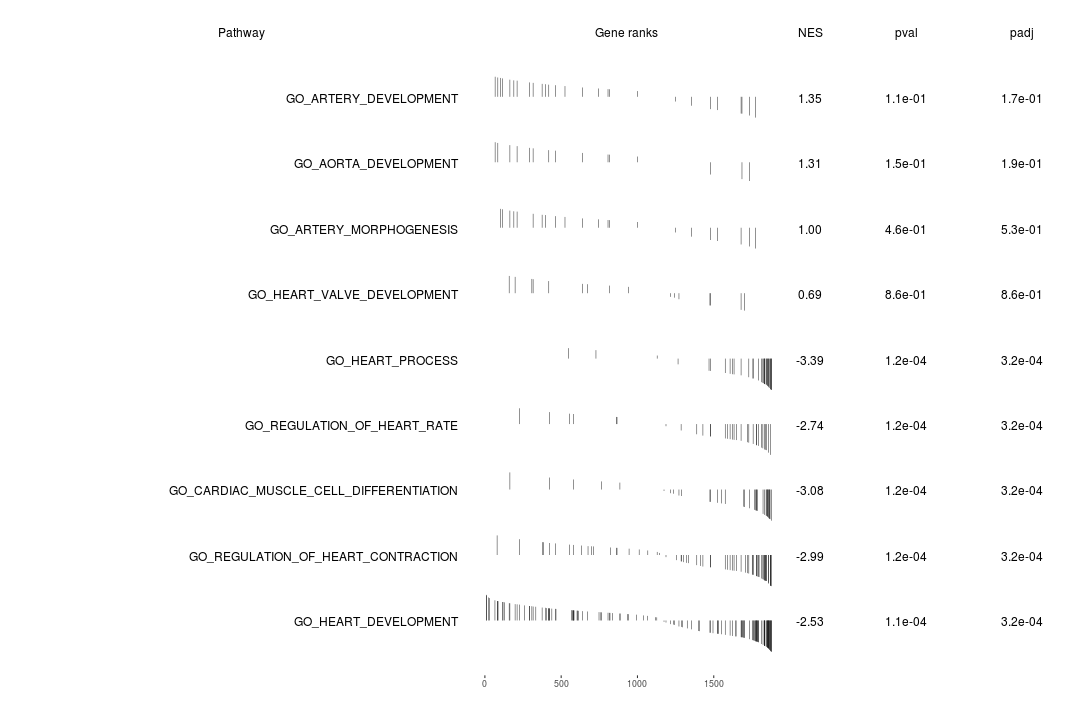 Pathway Gene ranks NES pval padj
GO_ARTERY_DEVELOPMENT 1.35 1.1e-01 1.7e-01
GO_AORTA_DEVELOPMENT 1.31 1.5e-01 1.9e-01
GO_ARTERY_MORPHOGENESIS 1.00 4.6e-01 5.3e-01
GO_HEART_VALVE_DEVELOPMENT 0.69 8.6e-01 8.6e-01
GO_HEART_PROCESS -3.39 1.2e-04 3.2e-04
GO_REGULATION_OF_HEART_RATE -2.74 1.2e-04 3.2e-04
GO_CARDIAC_MUSCLE_CELL_DIFFERENTIATION -3.08 1.2e-04 3.2e-04
GO_REGULATION_OF_HEART_CONTRACTION -2.99 1.2e-04 3.2e-04
GO_HEART_DEVELOPMENT -2.53 1.1e-04 3.2e-04
0 500 1000 1500